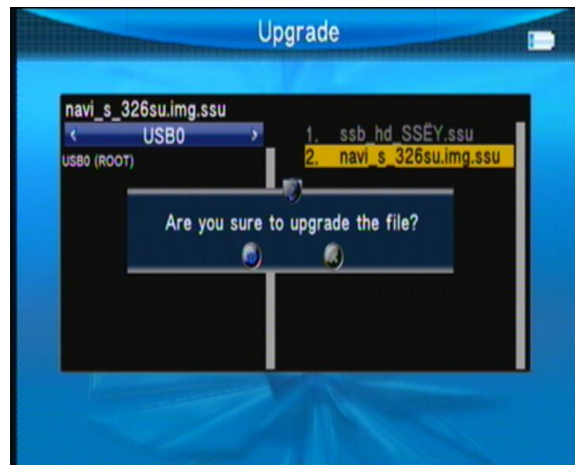 Upgrade
navi_s_326su.img.ssu
< USB0 >
USB0 (ROOT)
1. ssb_hd_SSËY.ssu
2. navi_s_326su.img.ssu
Are you sure to upgrade the file?